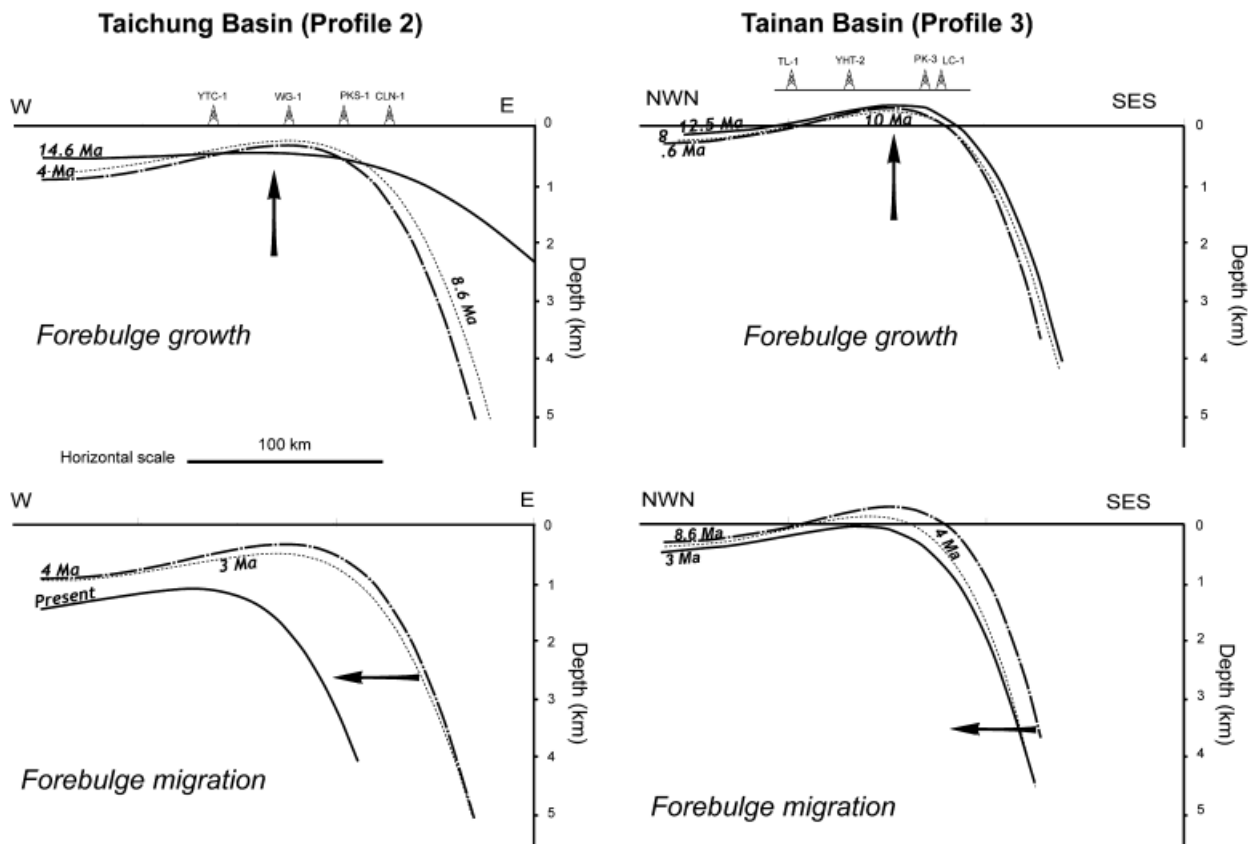 Taichung Basin (Profile 2)
Tainan Basin (Profile 3)
YTC-1 WG-1 PKS-1 CLN-1
W E
14.6 Ma
4 Ma
8.6 Ma
Forebulge growth
0
1
2
3
4
5
Depth (km)
Horizontal scale 100 km
TL-1 YHT-2 PK-3 LC-1
NWN SES
12.5 Ma
10 Ma
8
.6 Ma
Forebulge growth
0
1
2
3
4
5
Depth (km)
W E
4 Ma
3 Ma
Present
Forebulge migration
0
1
2
3
4
5
Depth (km)
NWN SES
8.6 Ma
3 Ma
4 Ma
Forebulge migration
0
1
2
3
4
5
Depth (km)